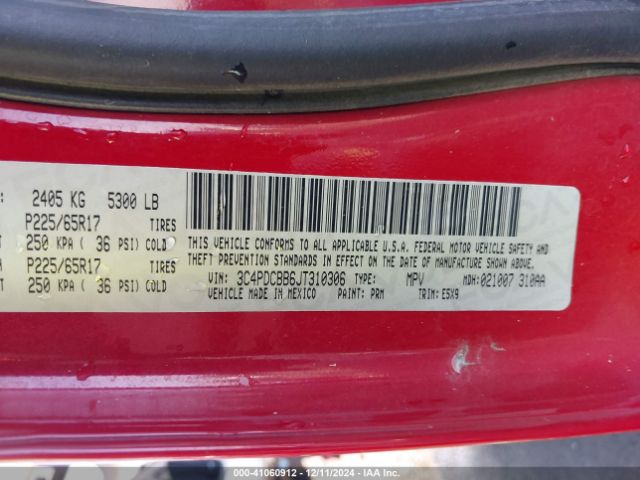 2405 KG 5300 LB
P225/65R17 TIRES
250 KPA ( 36 PSI) COLD
P225/65R17 TIRES
250 KPA ( 36 PSI) COLD
THIS VEHICLE CONFORMS TO ALL APPLICABLE U.S.A. FEDERAL MOTOR VEHICLE SAFETY AND
THEFT PREVENTION STANDARDS IN EFFECT ON THE DATE OF MANUFACTURE SHOWN ABOVE.
VIN: 3C4PDCBB6JT310306 TYPE: MPV MDH:021007 310AA
VEHICLE MADE IN MEXICO PAINT: PRM TRIM: E5X9
000-41060912 12/11/2024 - IAA Inc.